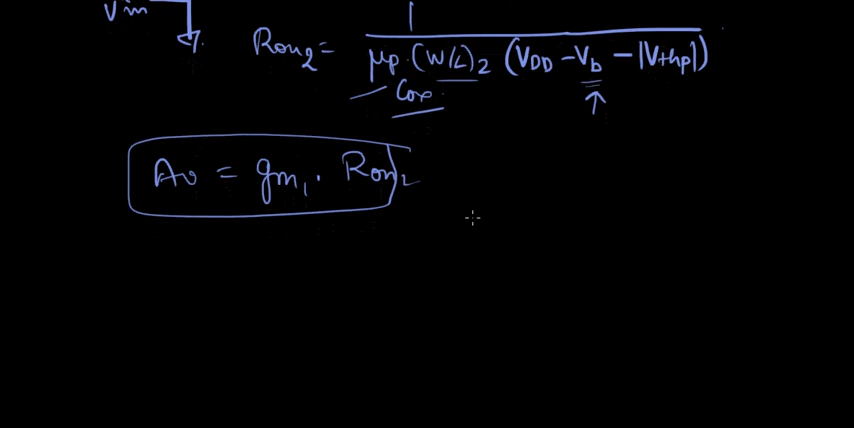 Vin
Ron2 = 1 / μp Cox (W/L)2 (VDD - Vb - |Vthp|)
Av = gm1 . Ron2